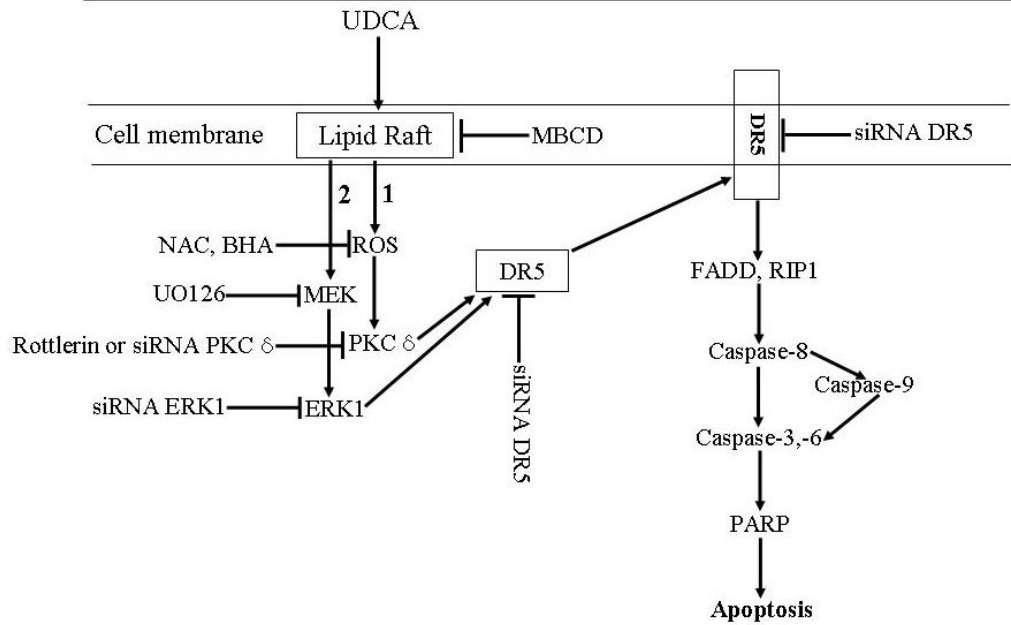 UDCA
Cell membrane
Lipid Raft
MBCD
DR5
siRNA DR5
2
1
NAC, BHA
ROS
UO126
MEK
Rottlerin or siRNA PKC δ
PKC δ
siRNA ERK1
ERK1
DR5
siRNA DR5
FADD, RIP1
Caspase-8
Caspase-9
Caspase-3,-6
PARP
Apoptosis